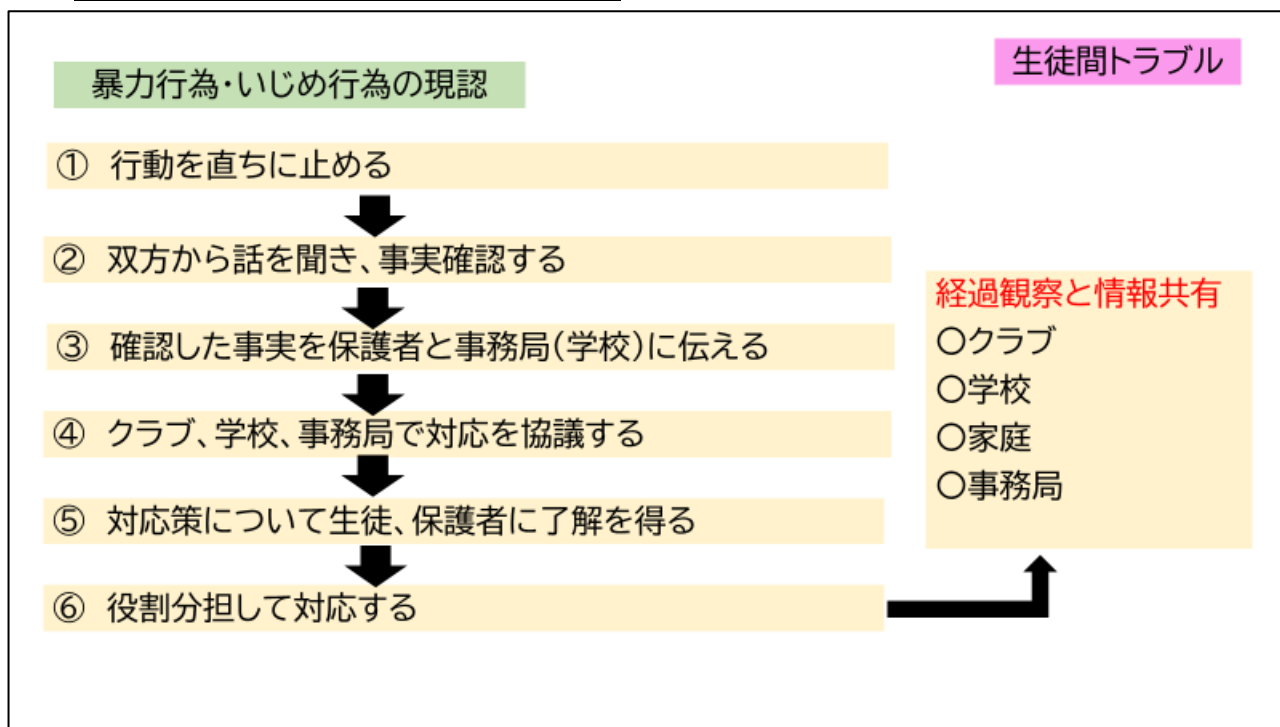 生徒間トラブル
暴力行為・いじめ行為の現認
① 行動を直ちに止める
② 双方から話を聞き、事実確認する
③ 確認した事実を保護者と事務局(学校)に伝える
④ クラブ、学校、事務局で対応を協議する
⑤ 対応策について生徒、保護者に了解を得る
⑥ 役割分担して対応する
経過観察と情報共有
〇クラブ
〇学校
〇家庭
〇事務局